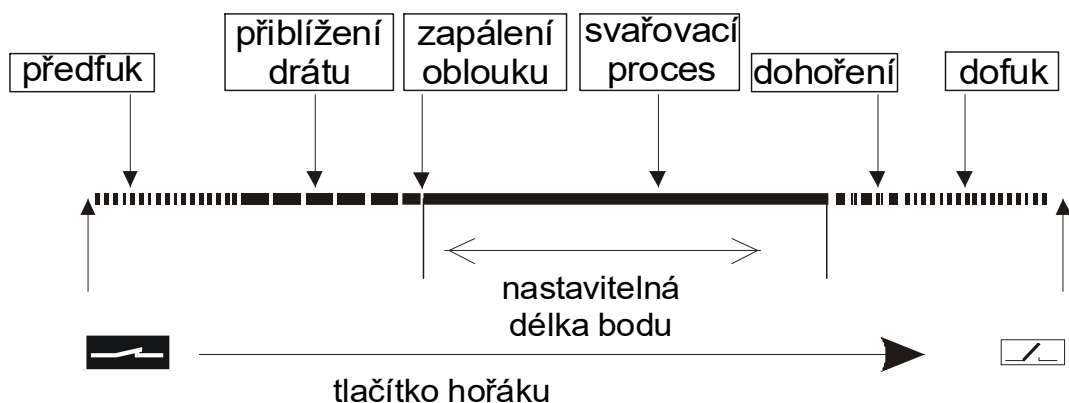 předfuk
přiblížení
drátu
zapálení
oblouku
svařovací
proces
dohoření
dofuk
nastavitelná
délka bodu
tlačítko hořáku